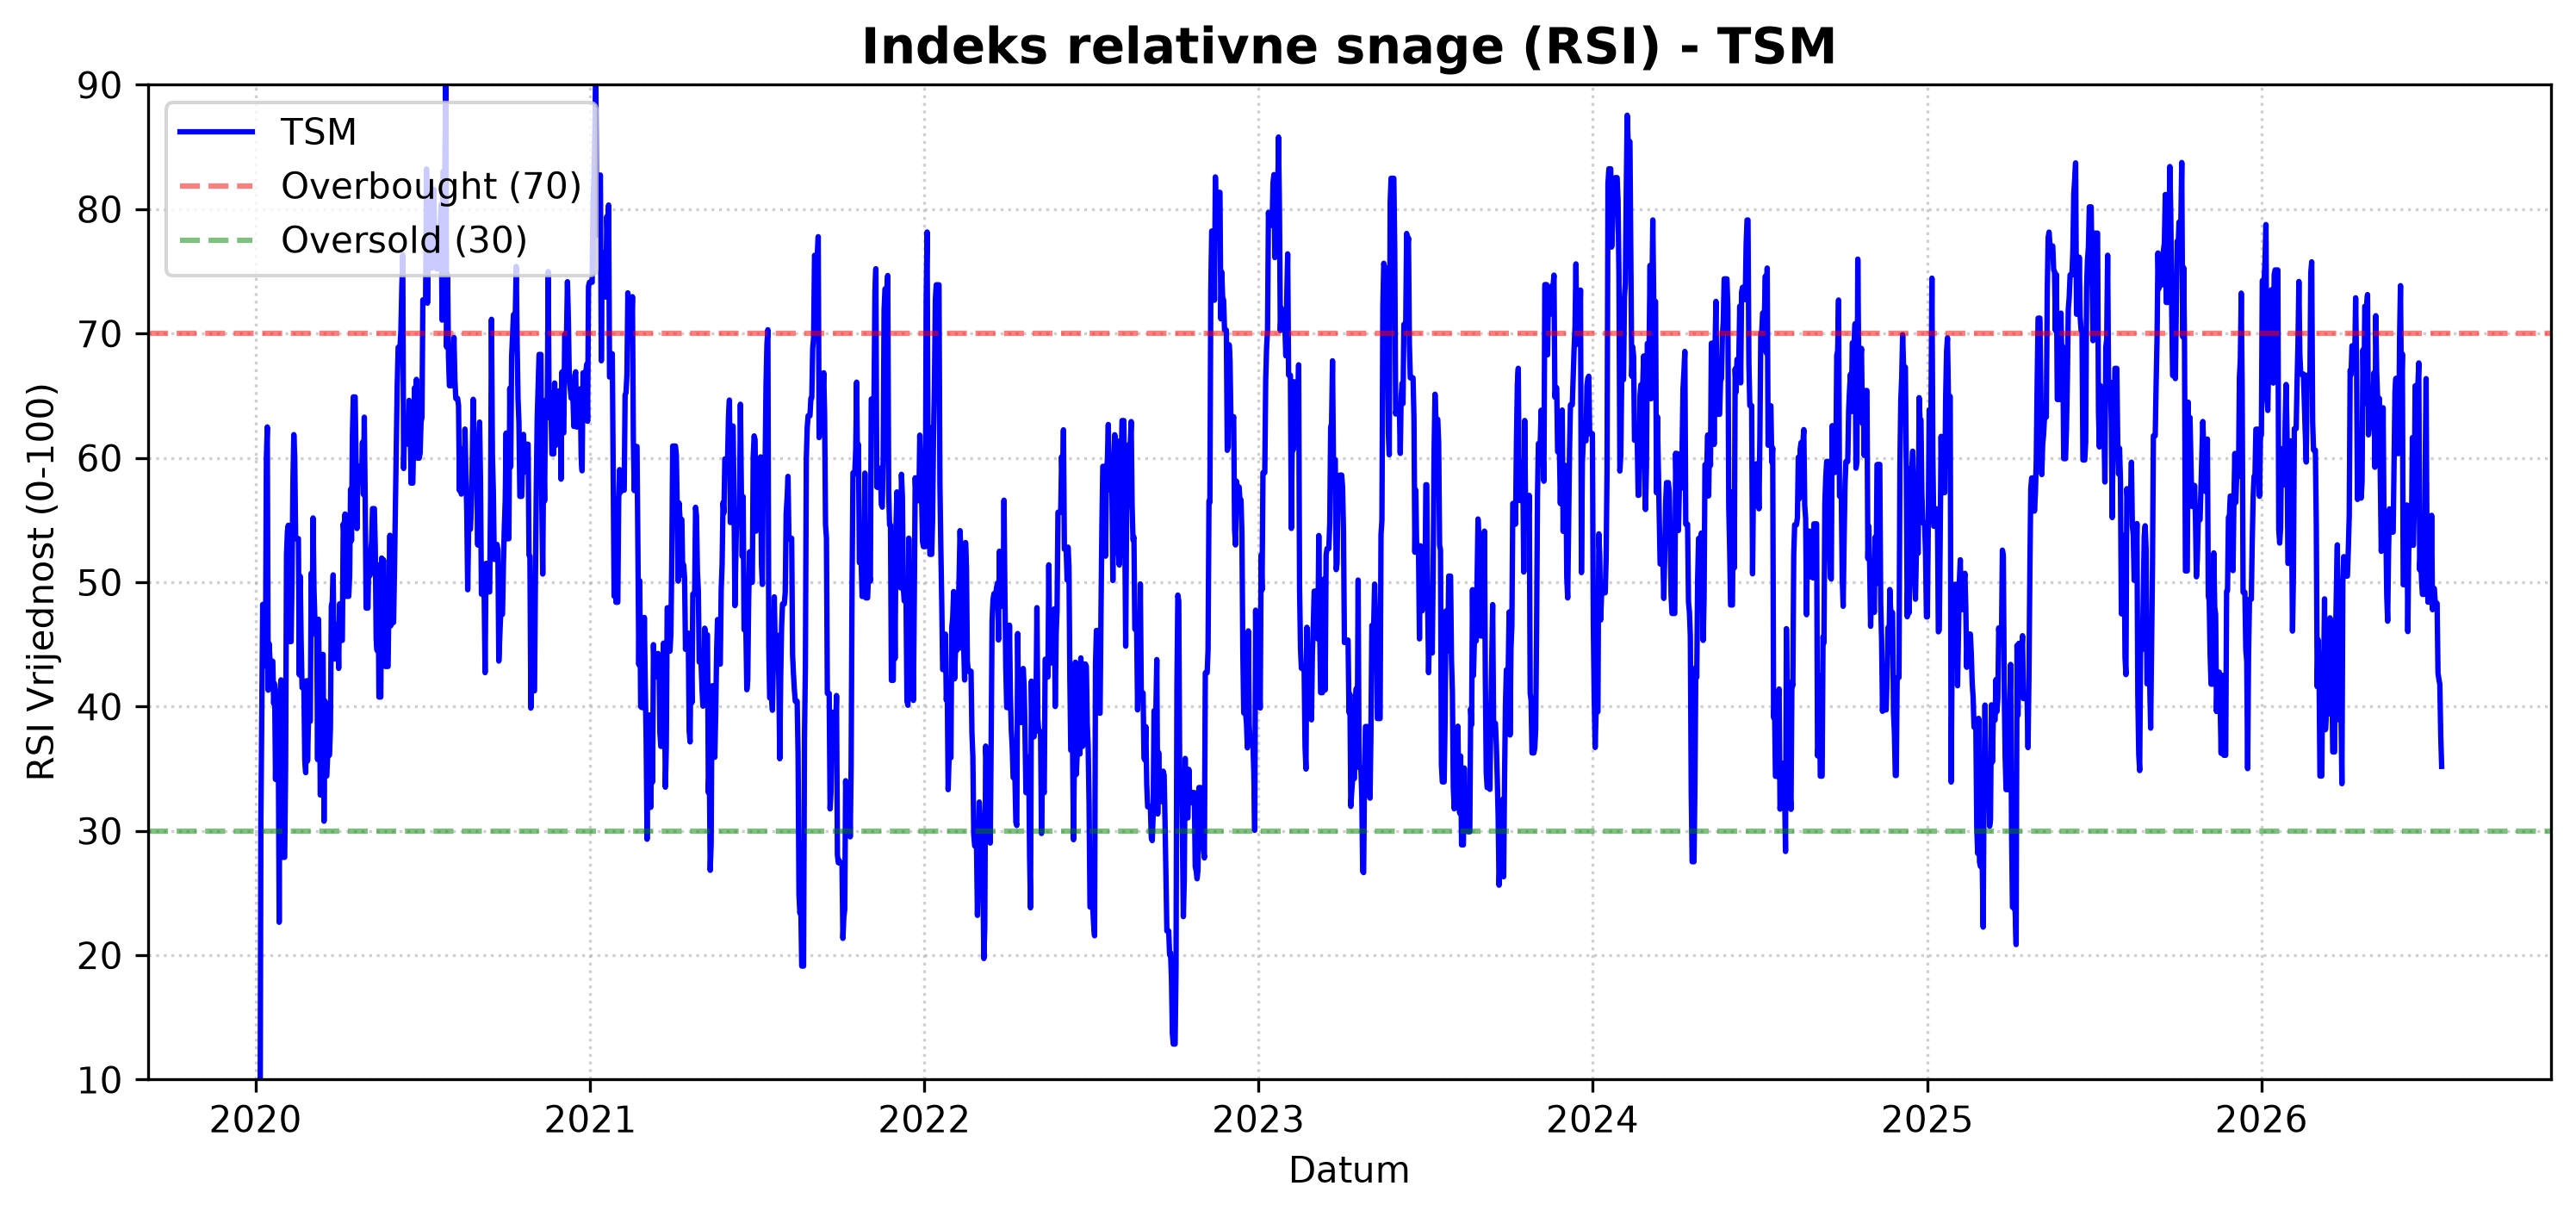 Indeks relativne snage (RSI) - TSM
RSI Vrijednost (0-100)
90
80
70
60
50
40
30
20
10
TSM
Overbought (70)
Oversold (30)
2020 2021 2022 2023 2024 2025 2026
Datum